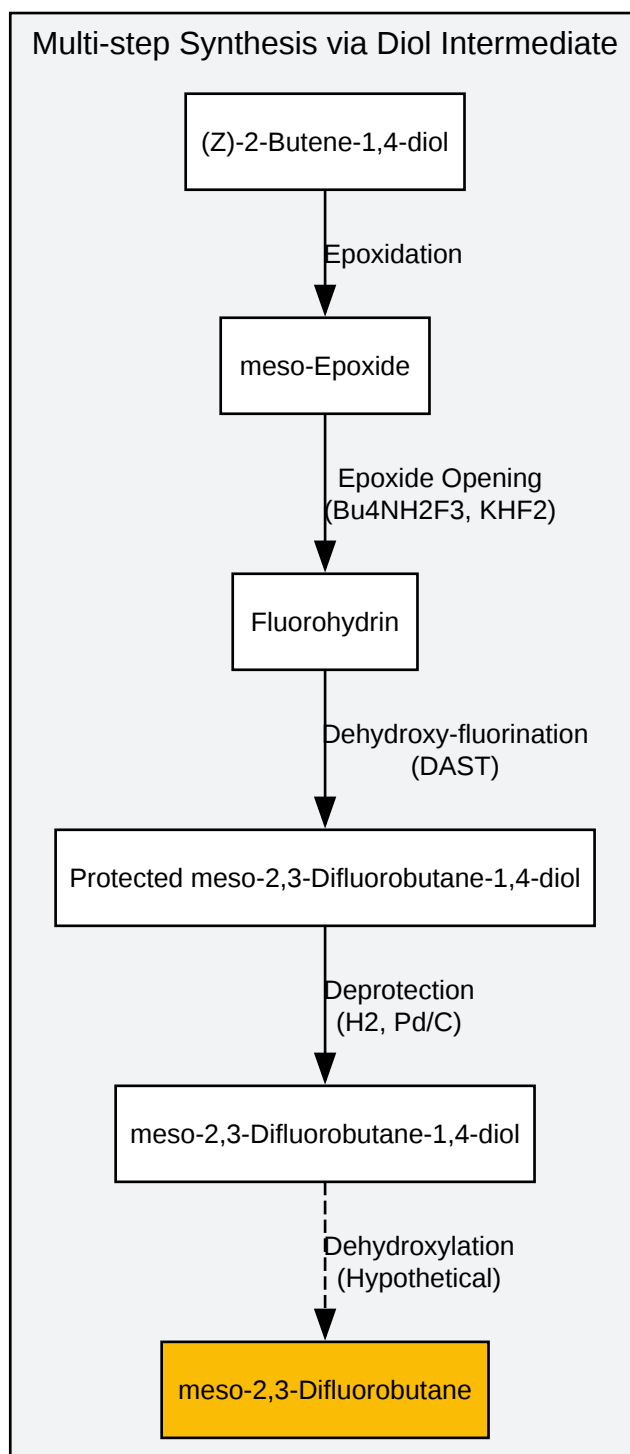 Multi-step Synthesis via Diol Intermediate
(Z)-2-Butene-1,4-diol
Epoxidation
meso-Epoxide
Epoxide Opening
(Bu4NH2F3, KHF2)
Fluorohydrin
Dehydroxy-fluorination
(DAST)
Protected meso-2,3-Difluorobutane-1,4-diol
Deprotection
(H2, Pd/C)
meso-2,3-Difluorobutane-1,4-diol
Dehydroxylation
(Hypothetical)
meso-2,3-Difluorobutane